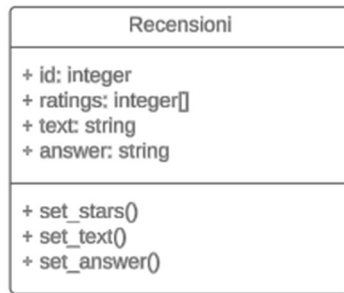 Recensioni
+ id: integer
+ ratings: integer[]
+ text: string
+ answer: string
+ set_stars()
+ set_text()
+ set_answer()